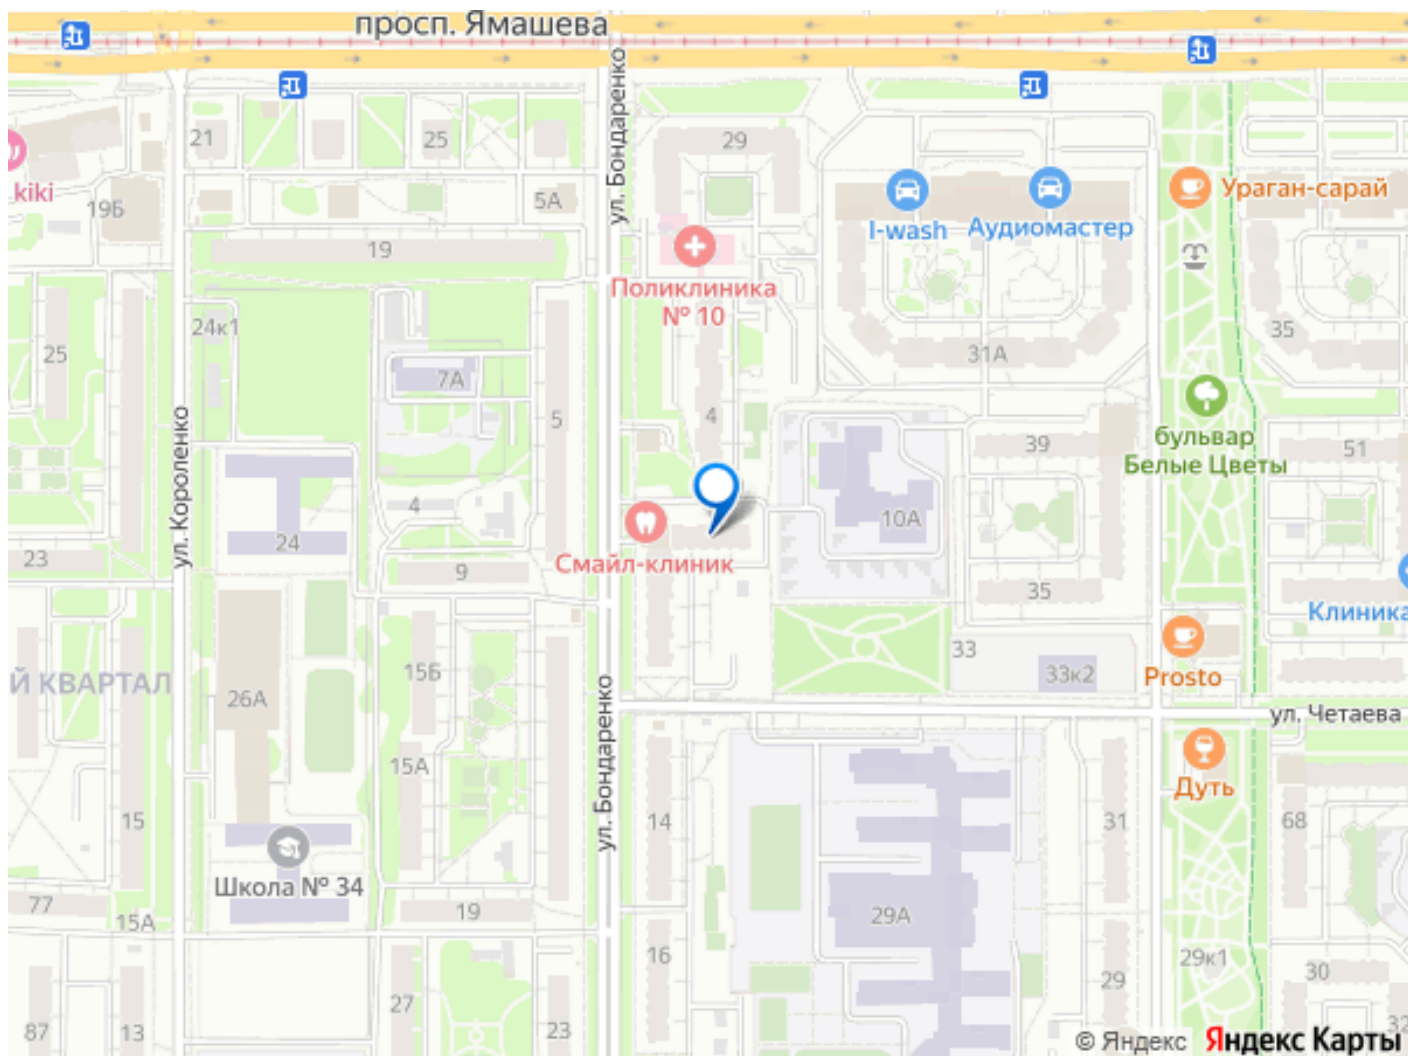 просп. Ямашева
ул. Бондаренко
21
25
29
5А
kiki
19Б
19
I-wash
Аудиомастер
Ураган-сарай
Поликлиника
№ 10
24к1
25
7А
31А
35
5
4
ул. Короленко
39
бульвар
Белые Цветы
51
4
10А
24
23
Смайл-клиник
9
35
Клиника
33
15Б
Й КВАРТАЛ
26А
33к2
Prosto
ул. Бондаренко
ул. Четаева
15А
Дуть
15
14
31
68
Школа № 34
77
15А
19
29А
16
29к1
30
29
27
87
13
23
32
© Яндекс Яндекс Карты